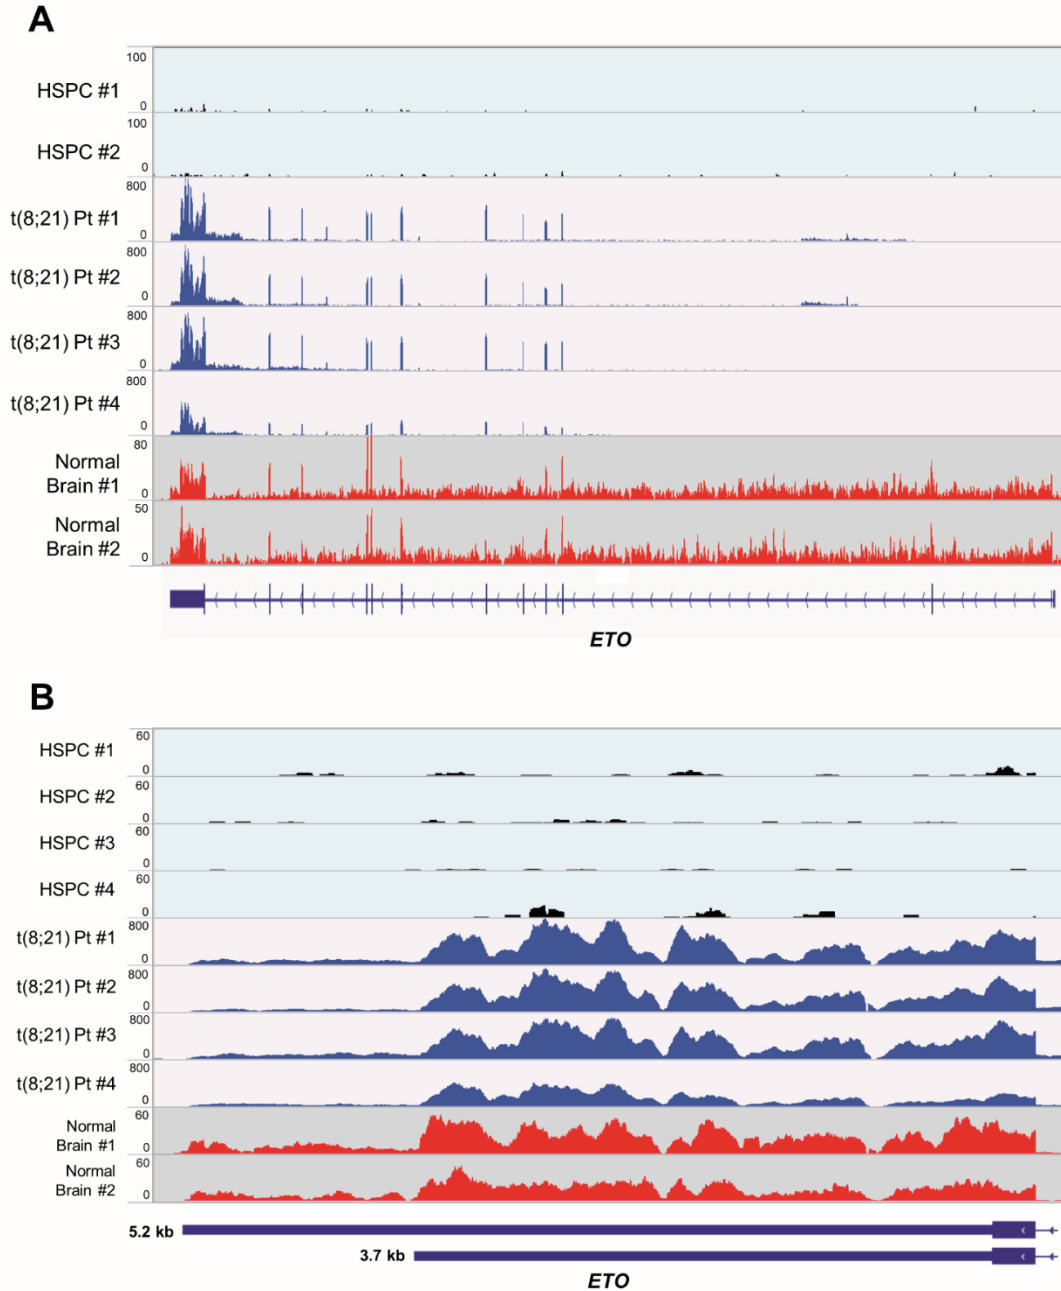 A
100
HSPC #1
0
100
HSPC #2
0
800
t(8;21) Pt #1
0
800
t(8;21) Pt #2
0
800
t(8;21) Pt #3
0
800
t(8;21) Pt #4
0
80
Normal
Brain #1
0
50
Normal
Brain #2
0
ETO
B
60
HSPC #1
0
60
HSPC #2
0
60
HSPC #3
0
60
HSPC #4
0
800
t(8;21) Pt #1
0
800
t(8;21) Pt #2
0
800
t(8;21) Pt #3
0
800
t(8;21) Pt #4
0
60
Normal
Brain #1
0
60
Normal
Brain #2
0
5.2 kb
3.7 kb
ETO